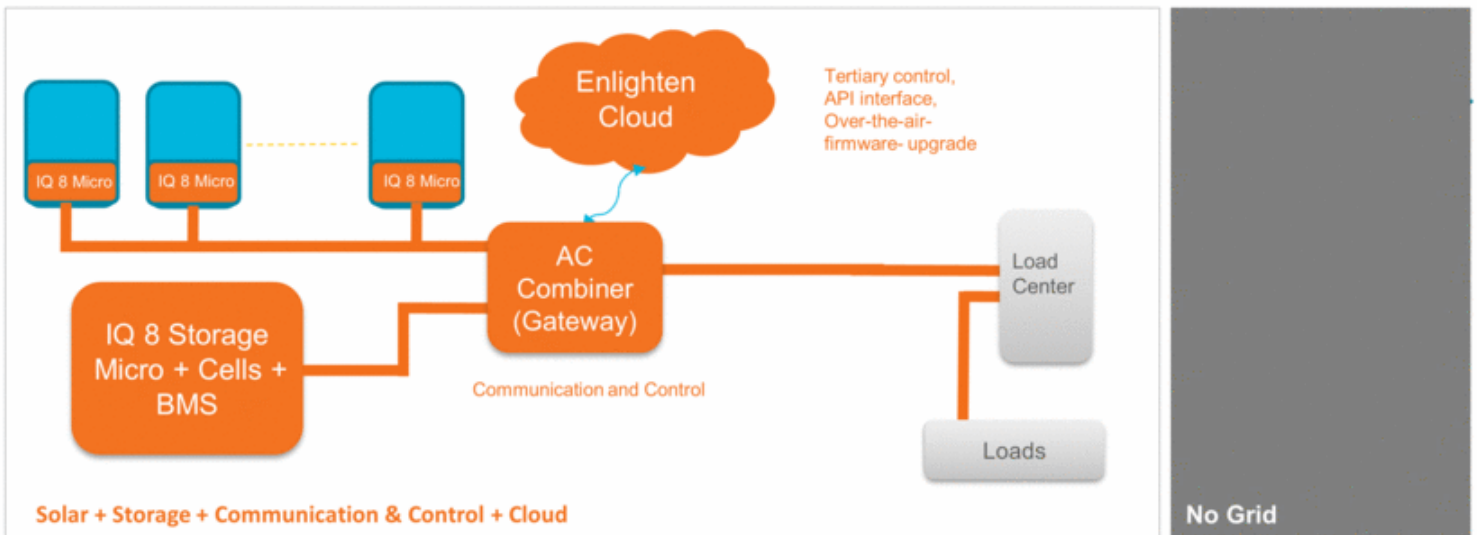 Enlighten
Cloud
Tertiary control,
API interface,
Over-the-air-
firmware- upgrade
IQ 8 Micro
IQ 8 Micro
IQ 8 Micro
AC
Combiner
(Gateway)
Load
Center
IQ 8 Storage
Micro + Cells +
BMS
Communication and Control
Loads
Solar + Storage + Communication & Control + Cloud
No Grid